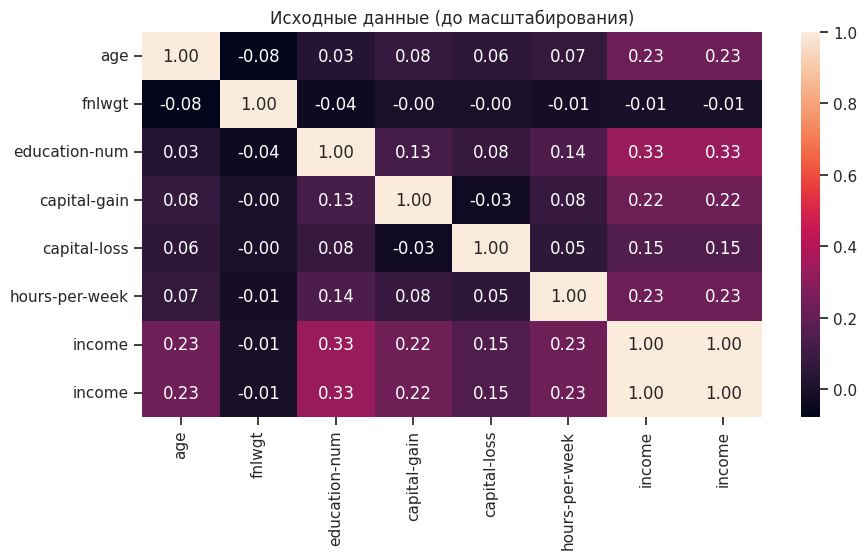 Исходные данные (до масштабирования)
age 1.00 -0.08 0.03 0.08 0.06 0.07 0.23 0.23
fnlwgt -0.08 1.00 -0.04 -0.00 -0.00 -0.01 -0.01 -0.01
education-num 0.03 -0.04 1.00 0.13 0.08 0.14 0.33 0.33
capital-gain 0.08 -0.00 0.13 1.00 -0.03 0.08 0.22 0.22
capital-loss 0.06 -0.00 0.08 -0.03 1.00 0.05 0.15 0.15
hours-per-week 0.07 -0.01 0.14 0.08 0.05 1.00 0.23 0.23
income 0.23 -0.01 0.33 0.22 0.15 0.23 1.00 1.00
income 0.23 -0.01 0.33 0.22 0.15 0.23 1.00 1.00
age
fnlwgt
education-num
capital-gain
capital-loss
hours-per-week
income
income
1.0
0.8
0.6
0.4
0.2
0.0